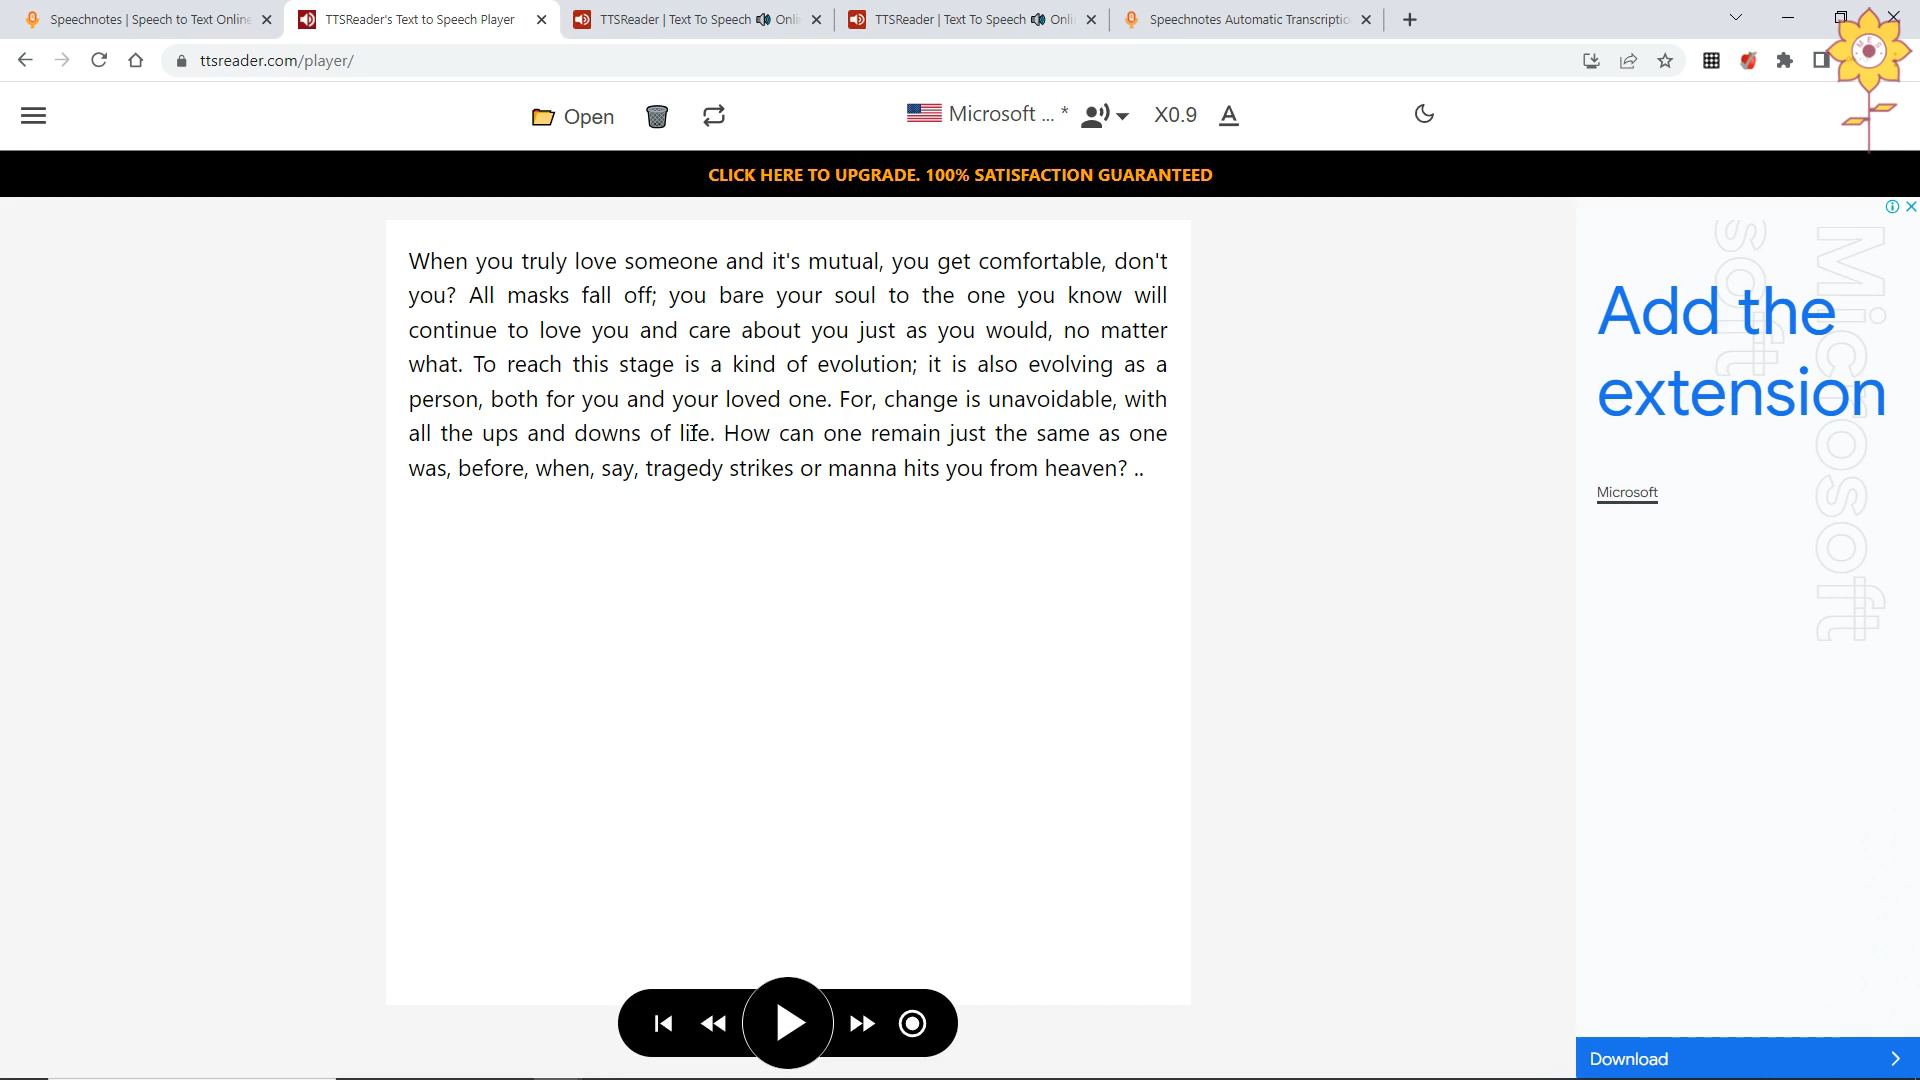 Speechnotes | Speech to Text Online
TTSReader's Text to Speech Player
TTSReader | Text To Speech Onli
TTSReader | Text To Speech Onli
Speechnotes Automatic Transcriptio
ttsreader.com/player/
Open
Microsoft ... *
X0.9
A
CLICK HERE TO UPGRADE. 100% SATISFACTION GUARANTEED
When you truly love someone and it's mutual, you get comfortable, don't
you? All masks fall off; you bare your soul to the one you know will
continue to love you and care about you just as you would, no matter
what. To reach this stage is a kind of evolution; it is also evolving as a
person, both for you and your loved one. For, change is unavoidable, with
all the ups and downs of life. How can one remain just the same as one
was, before, when, say, tragedy strikes or manna hits you from heaven? ..
Add the
extension
Microsoft
Microsoft
soft
Download
MES